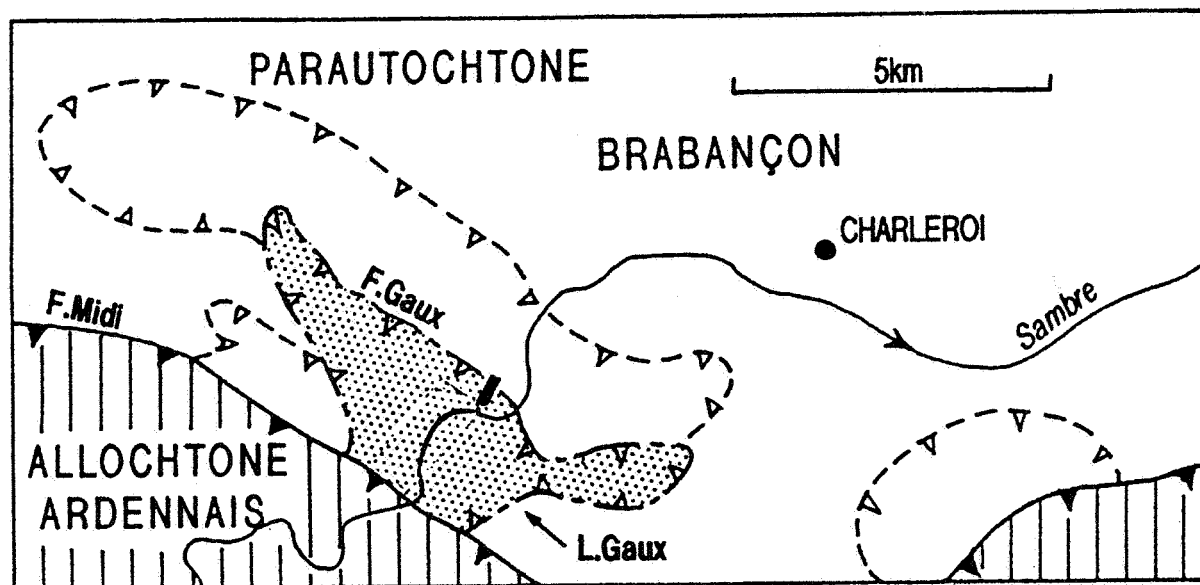 PARAUTOCHTONE
5km
BRABANÇON
CHARLEROI
F.Gaux
F.Midi
Sambre
ALLOCHTONE
ARDENNAIS
L.Gaux